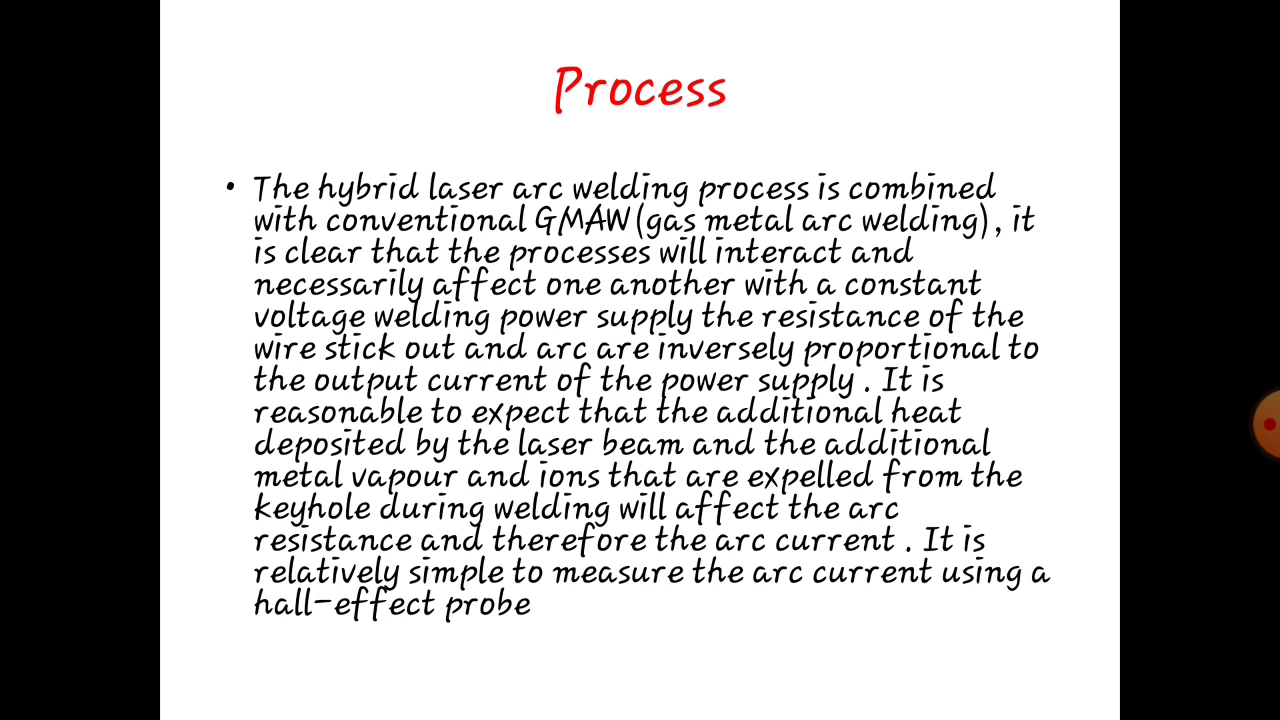 Process
• The hybrid laser arc welding process is combined
with conventional GMAW(gas metal arc welding), it
is clear that the processes will interact and
necessarily affect one another with a constant
voltage welding power supply the resistance of the
wire stick out and arc are inversely proportional to
the output current of the power supply . It is
reasonable to expect that the additional heat
deposited by the laser beam and the additional
metal vapour and ions that are expelled from the
keyhole during welding will affect the arc
resistance and therefore the arc current . It is
relatively simple to measure the arc current using a
hall-effect probe